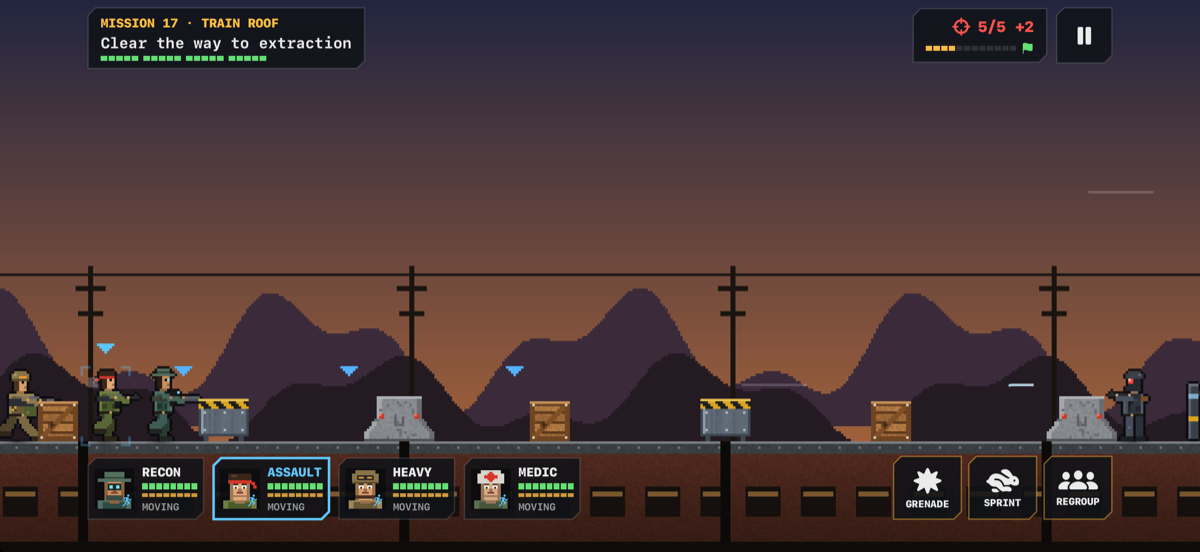 MISSION 17 · TRAIN ROOF
Clear the way to extraction
5/5 +2
RECON
MOVING
ASSAULT
MOVING
HEAVY
MOVING
MEDIC
MOVING
GRENADE
SPRINT
REGROUP